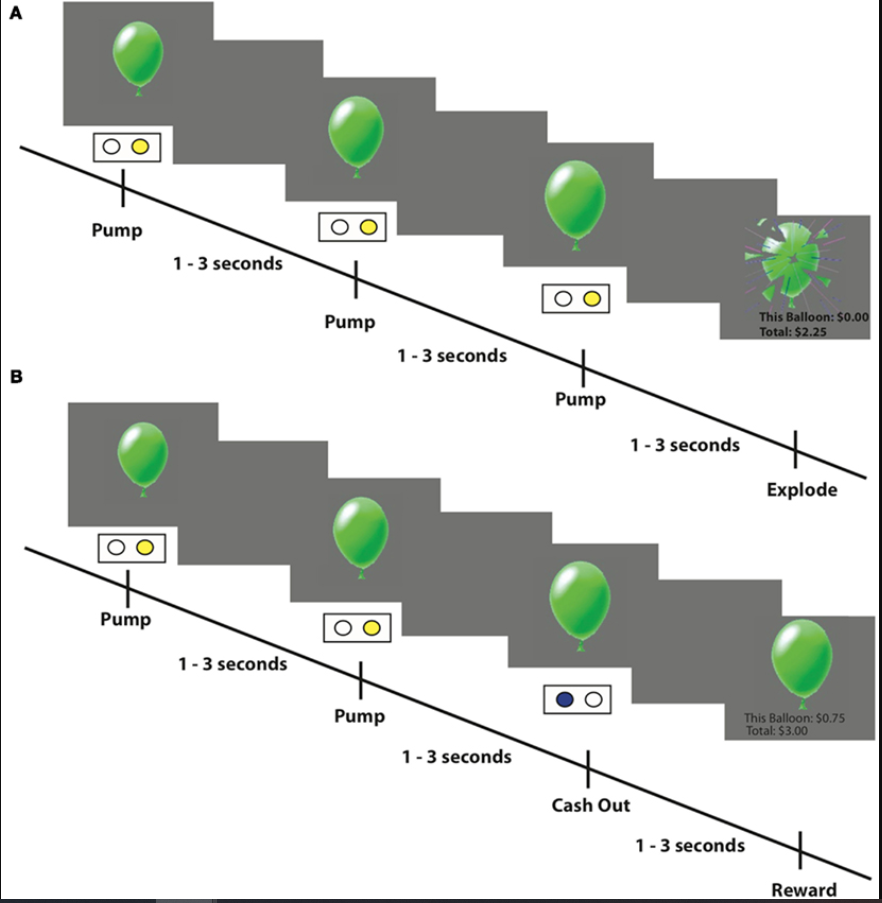 A
Pump
1 - 3 seconds
Pump
1 - 3 seconds
Pump
1 - 3 seconds
Explode
This Balloon: $0.00
Total: $2.25
B
Pump
1 - 3 seconds
Pump
1 - 3 seconds
Cash Out
1 - 3 seconds
Reward
This Balloon: $0.75
Total: $3.00